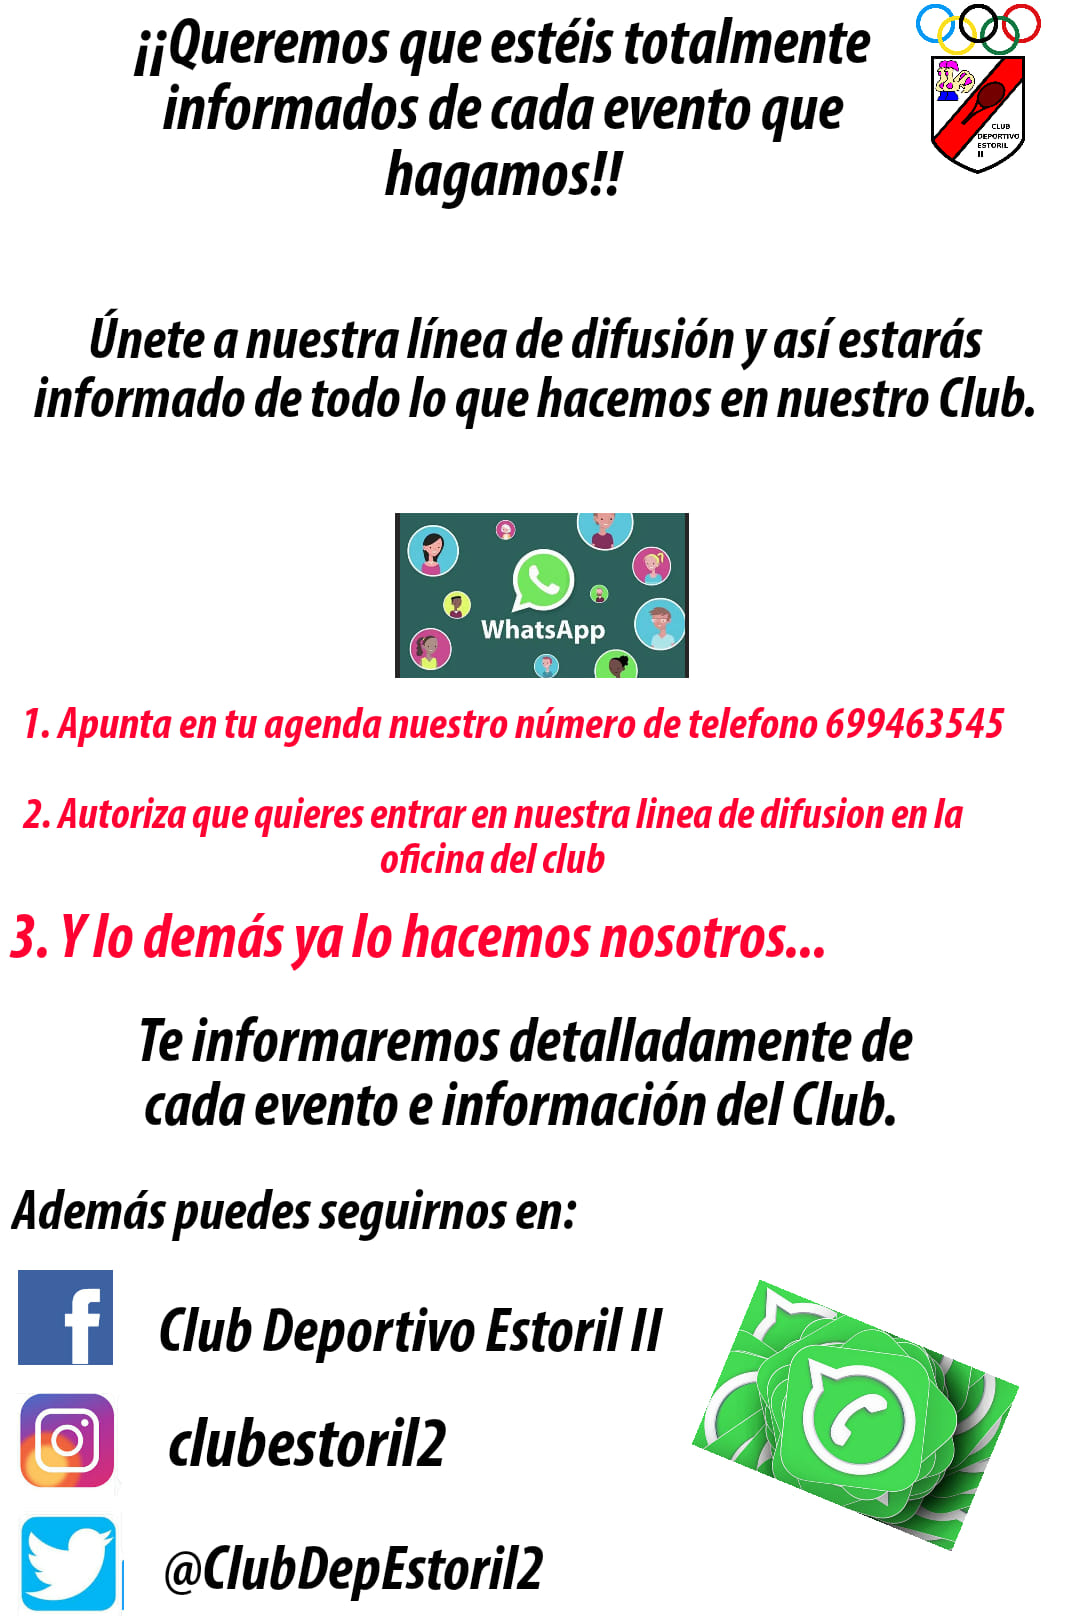 ¡¡Queremos que estéis totalmente
informados de cada evento que
hagamos!!
CLUB
DEPORTIVO
ESTORIL
II
Únete a nuestra línea de difusión y así estarás
informado de todo lo que hacemos en nuestro Club.
WhatsApp
1. Apunta en tu agenda nuestro número de telefono 699463545
2. Autoriza que quieres entrar en nuestra linea de difusion en la
oficina del club
3. Y lo demás ya lo hacemos nosotros...
Te informaremos detalladamente de
cada evento e información del Club.
Además puedes seguirnos en:
Club Deportivo Estoril II
clubestoril2
@ClubDepEstoril2